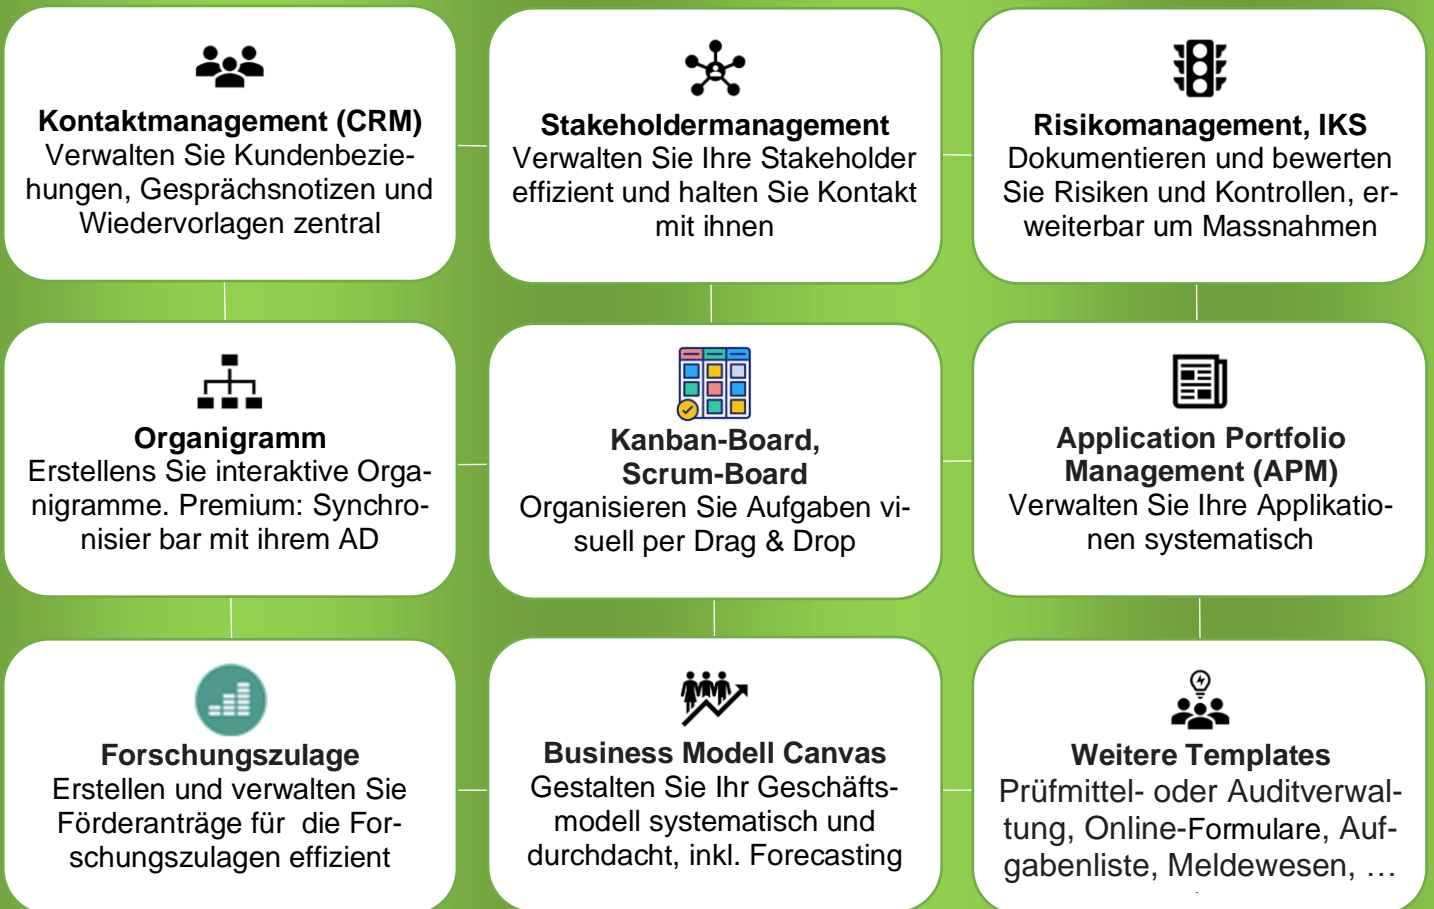 Kontaktmanagement (CRM)
Verwalten Sie Kundenbezie-
hungen, Gesprächsnotizen und
Wiedervorlagen zentral
Stakeholdermanagement
Verwalten Sie Ihre Stakeholder
effizient und halten Sie Kontakt
mit ihnen
Risikomanagement, IKS
Dokumentieren und bewerten
Sie Risiken und Kontrollen, er-
weiterbar um Massnahmen
Organigramm
Erstellens Sie interaktive Orga-
nigramme. Premium: Synchro-
nisier bar mit ihrem AD
Kanban-Board,
Scrum-Board
Organisieren Sie Aufgaben vi-
suell per Drag & Drop
Application Portfolio
Management (APM)
Verwalten Sie Ihre Applikatio-
nen systematisch
Forschungszulage
Erstellen und verwalten Sie
Förderanträge für  die For-
schungszulagen effizient
Business Modell Canvas
Gestalten Sie Ihr Geschäfts-
modell systematisch und
durchdacht, inkl. Forecasting
Weitere Templates
Prüfmittel- oder Auditverwal-
tung, Online-Formulare, Auf-
gabenliste, Meldewesen, …